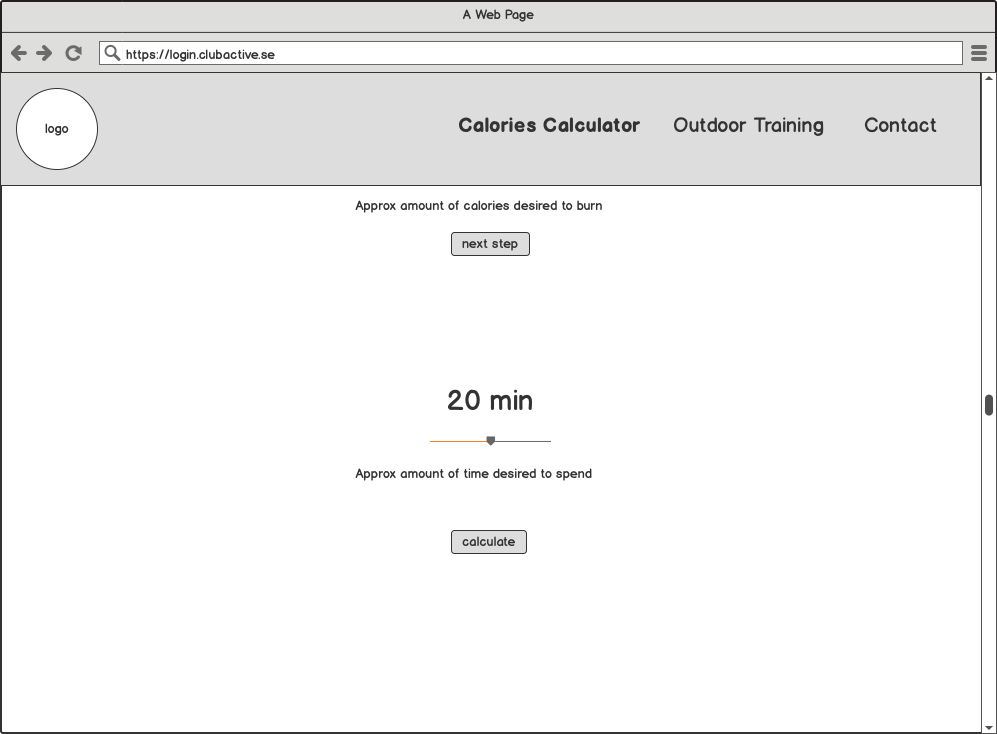 A Web Page
https://login.clubactive.se
logo
Calories Calculator Outdoor Training Contact
Approx amount of calories desired to burn
next step
20 min
Approx amount of time desired to spend
calculate